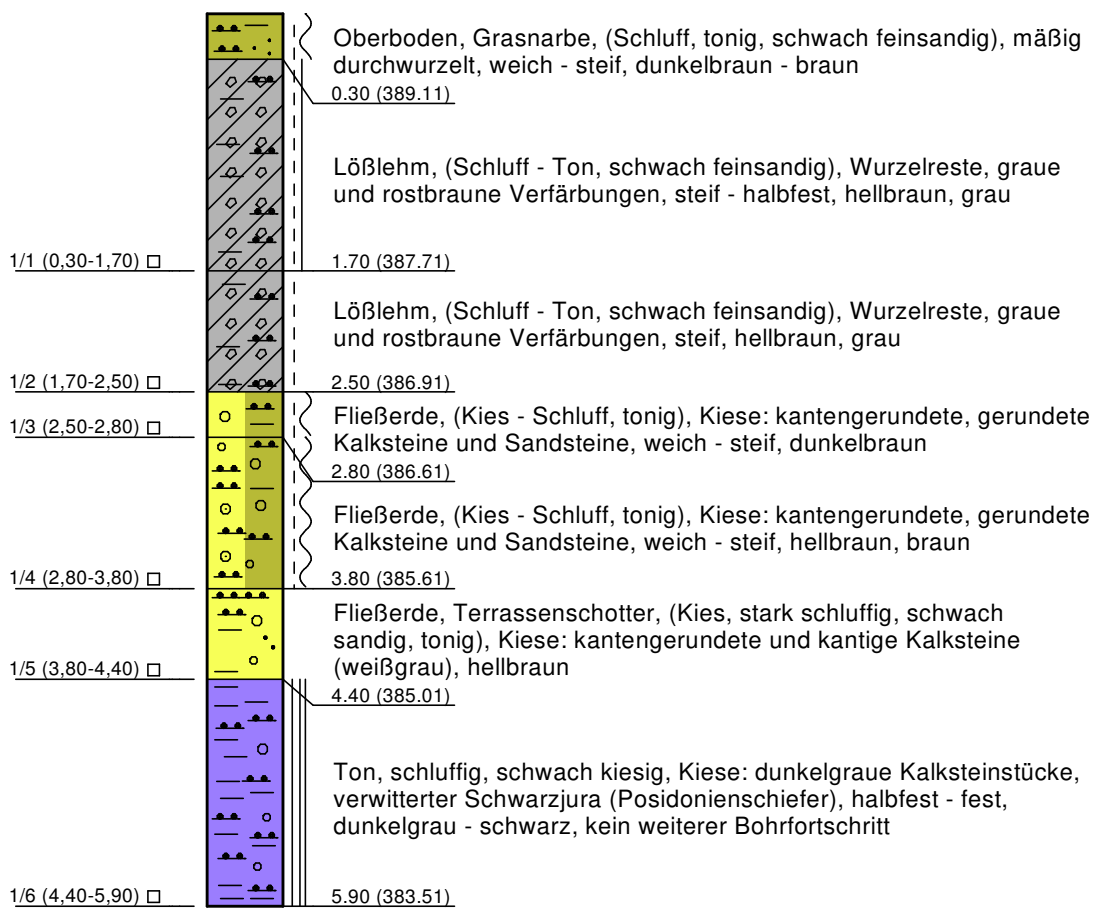 Oberboden, Grasnarbe, (Schluff, tonig, schwach feinsandig), mäßig
durchwurzelt, weich - steif, dunkelbraun - braun
0.30 (389.11)
Lößlehm, (Schluff - Ton, schwach feinsandig), Wurzelreste, graue
und rostbraune Verfärbungen, steif - halbfest, hellbraun, grau
1/1 (0,30-1,70)
1.70 (387.71)
Lößlehm, (Schluff - Ton, schwach feinsandig), Wurzelreste, graue
und rostbraune Verfärbungen, steif, hellbraun, grau
1/2 (1,70-2,50)
2.50 (386.91)
Fließerde, (Kies - Schluff, tonig), Kiese: kantengerundete, gerundete
Kalksteine und Sandsteine, weich - steif, dunkelbraun
1/3 (2,50-2,80)
2.80 (386.61)
Fließerde, (Kies - Schluff, tonig), Kiese: kantengerundete, gerundete
Kalksteine und Sandsteine, weich - steif, hellbraun, braun
1/4 (2,80-3,80)
3.80 (385.61)
Fließerde, Terrassenschotter, (Kies, stark schluffig, schwach
sandig, tonig), Kiese: kantengerundete und kantige Kalksteine
(weißgrau), hellbraun
1/5 (3,80-4,40)
4.40 (385.01)
Ton, schluffig, schwach kiesig, Kiese: dunkelgraue Kalksteinstücke,
verwitterter Schwarzjura (Posidonienschiefer), halbfest - fest,
dunkelgrau - schwarz, kein weiterer Bohrfortschritt
1/6 (4,40-5,90)
5.90 (383.51)